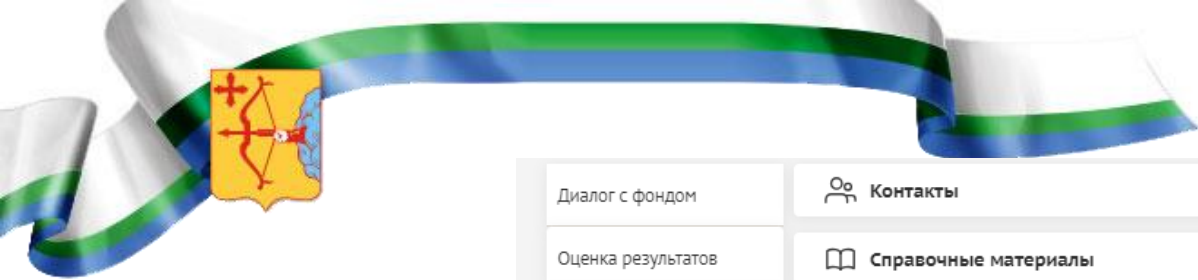 Диалог с фондом
Контакты
Оценка результатов
Справочные материалы